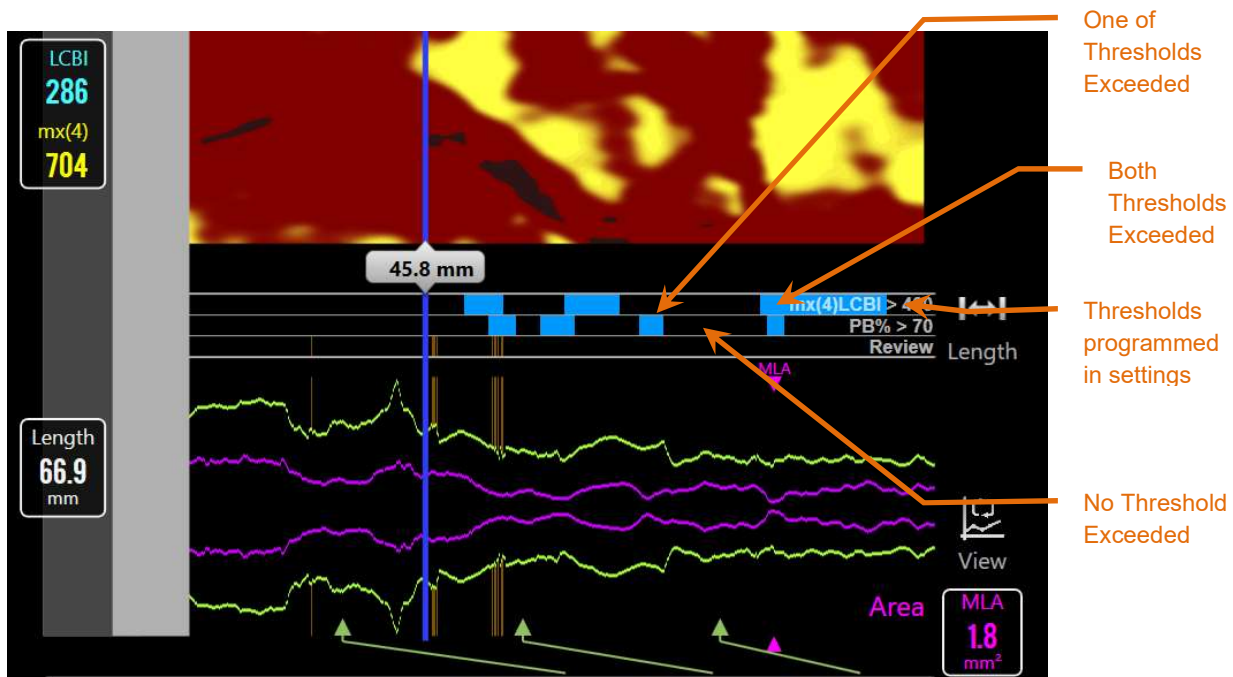 LCBI
286
mx(4)
704
45.8 mm
mx(4)LCBI > 400
PB% > 70
Review
Length
MLA
Length
66.9
mm
View
Area
MLA
1.8
mm²
One of
Thresholds
Exceeded
Both
Thresholds
Exceeded
Thresholds
programmed
in settings
No Threshold
Exceeded